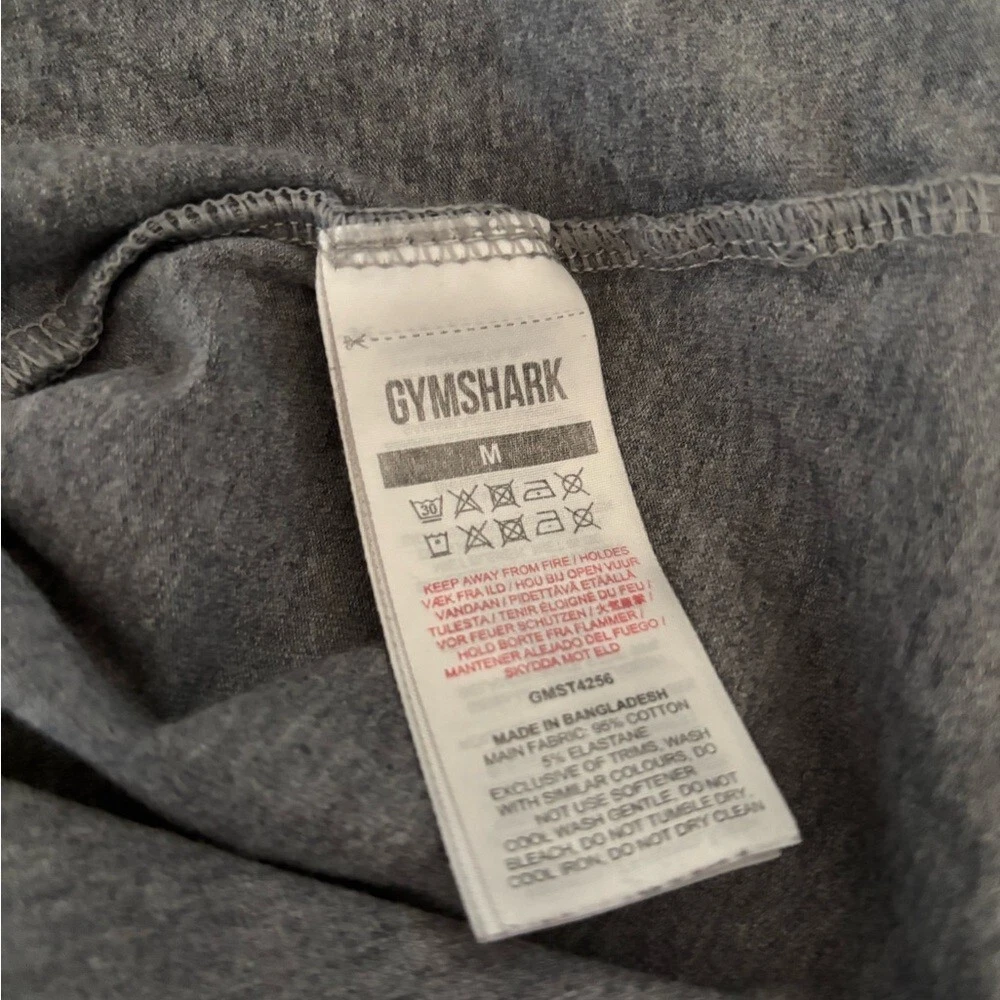 GYMSHARK
M
30
KEEP AWAY FROM FIRE / HOLDES
VÆK FRA ILD / HOU BIJ OPEN VUUR
VANDAAN / PIDETTÄVÄ ETÄÄLLÄ
TULESTA / TENIR ÉLOIGNÉ DU FEU /
VOR FEUER SCHÜTZEN / 火気厳禁 /
HOLD BORTE FRA FLAMMER /
MANTENER ALEJADO DEL FUEGO /
SKYDDA MOT ELD
GMST4256
MADE IN BANGLADESH
MAIN FABRIC: 95% COTTON
5% ELASTANE
EXCLUSIVE OF TRIMS, WASH
WITH SIMILAR COLOURS, DO
NOT USE SOFTENER
COOL WASH GENTLE, DO NOT
BLEACH, DO NOT TUMBLE DRY,
COOL IRON, DO NOT DRY CLEAN